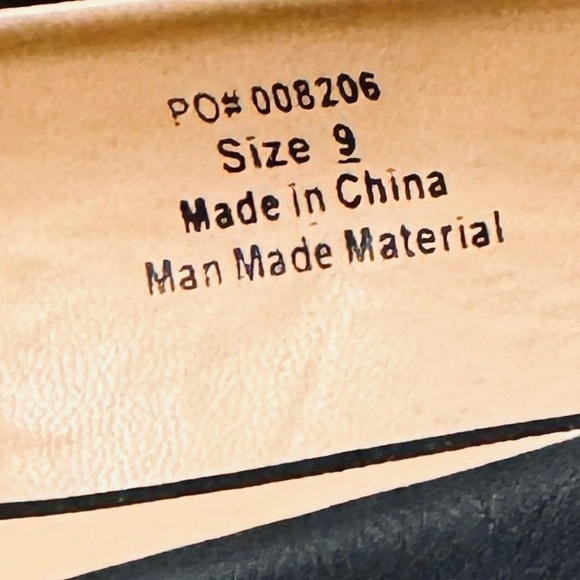 PO# 008206
Size 9
Made in China
Man Made Material